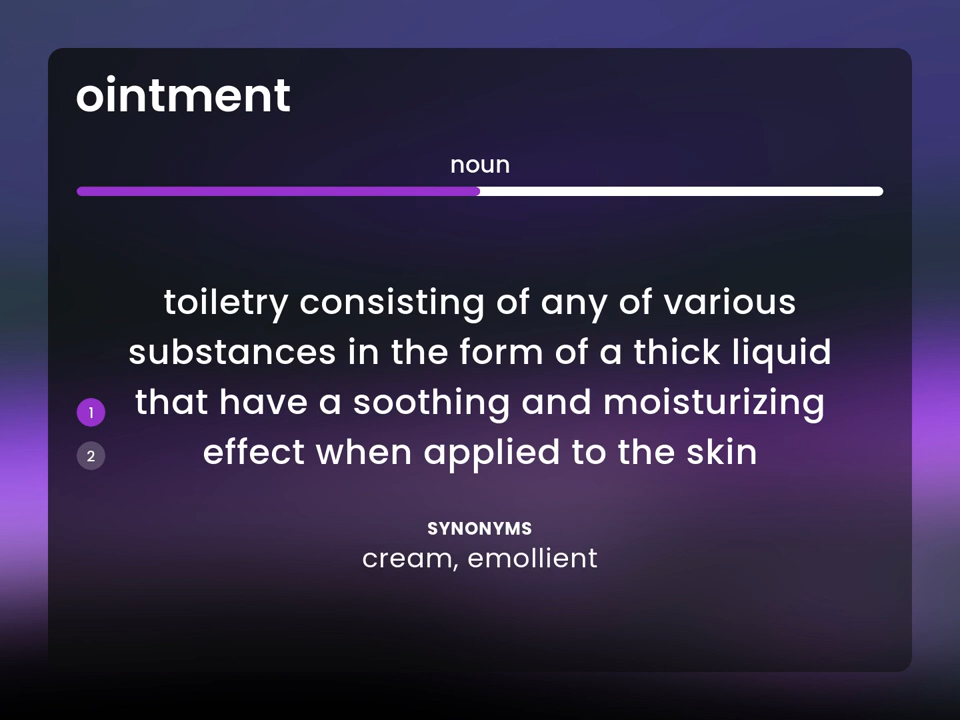 ointment
noun
toiletry consisting of any of various
substances in the form of a thick liquid
that have a soothing and moisturizing
effect when applied to the skin
1
2
SYNONYMS
cream, emollient